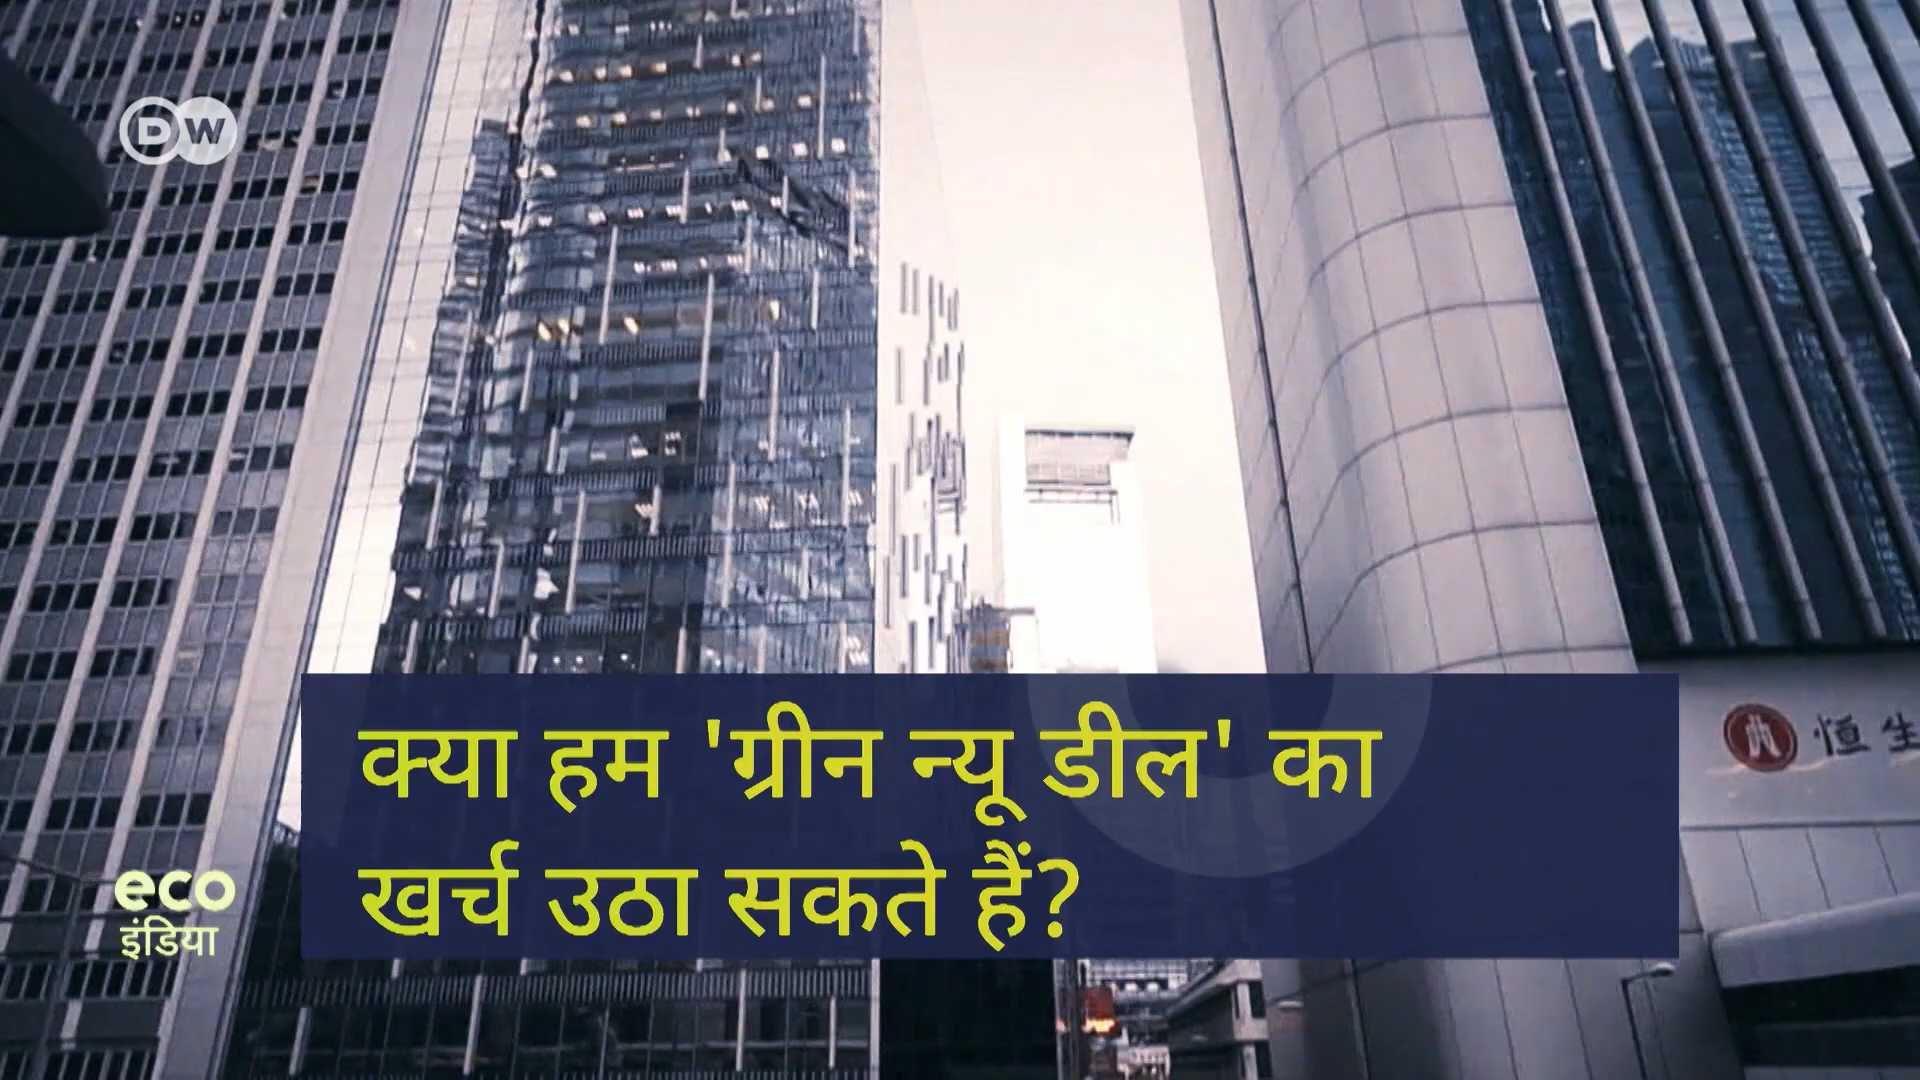 DW
恒生
क्या हम 'ग्रीन न्यू डील' का
खर्च उठा सकते हैं?
eco
इंडिया